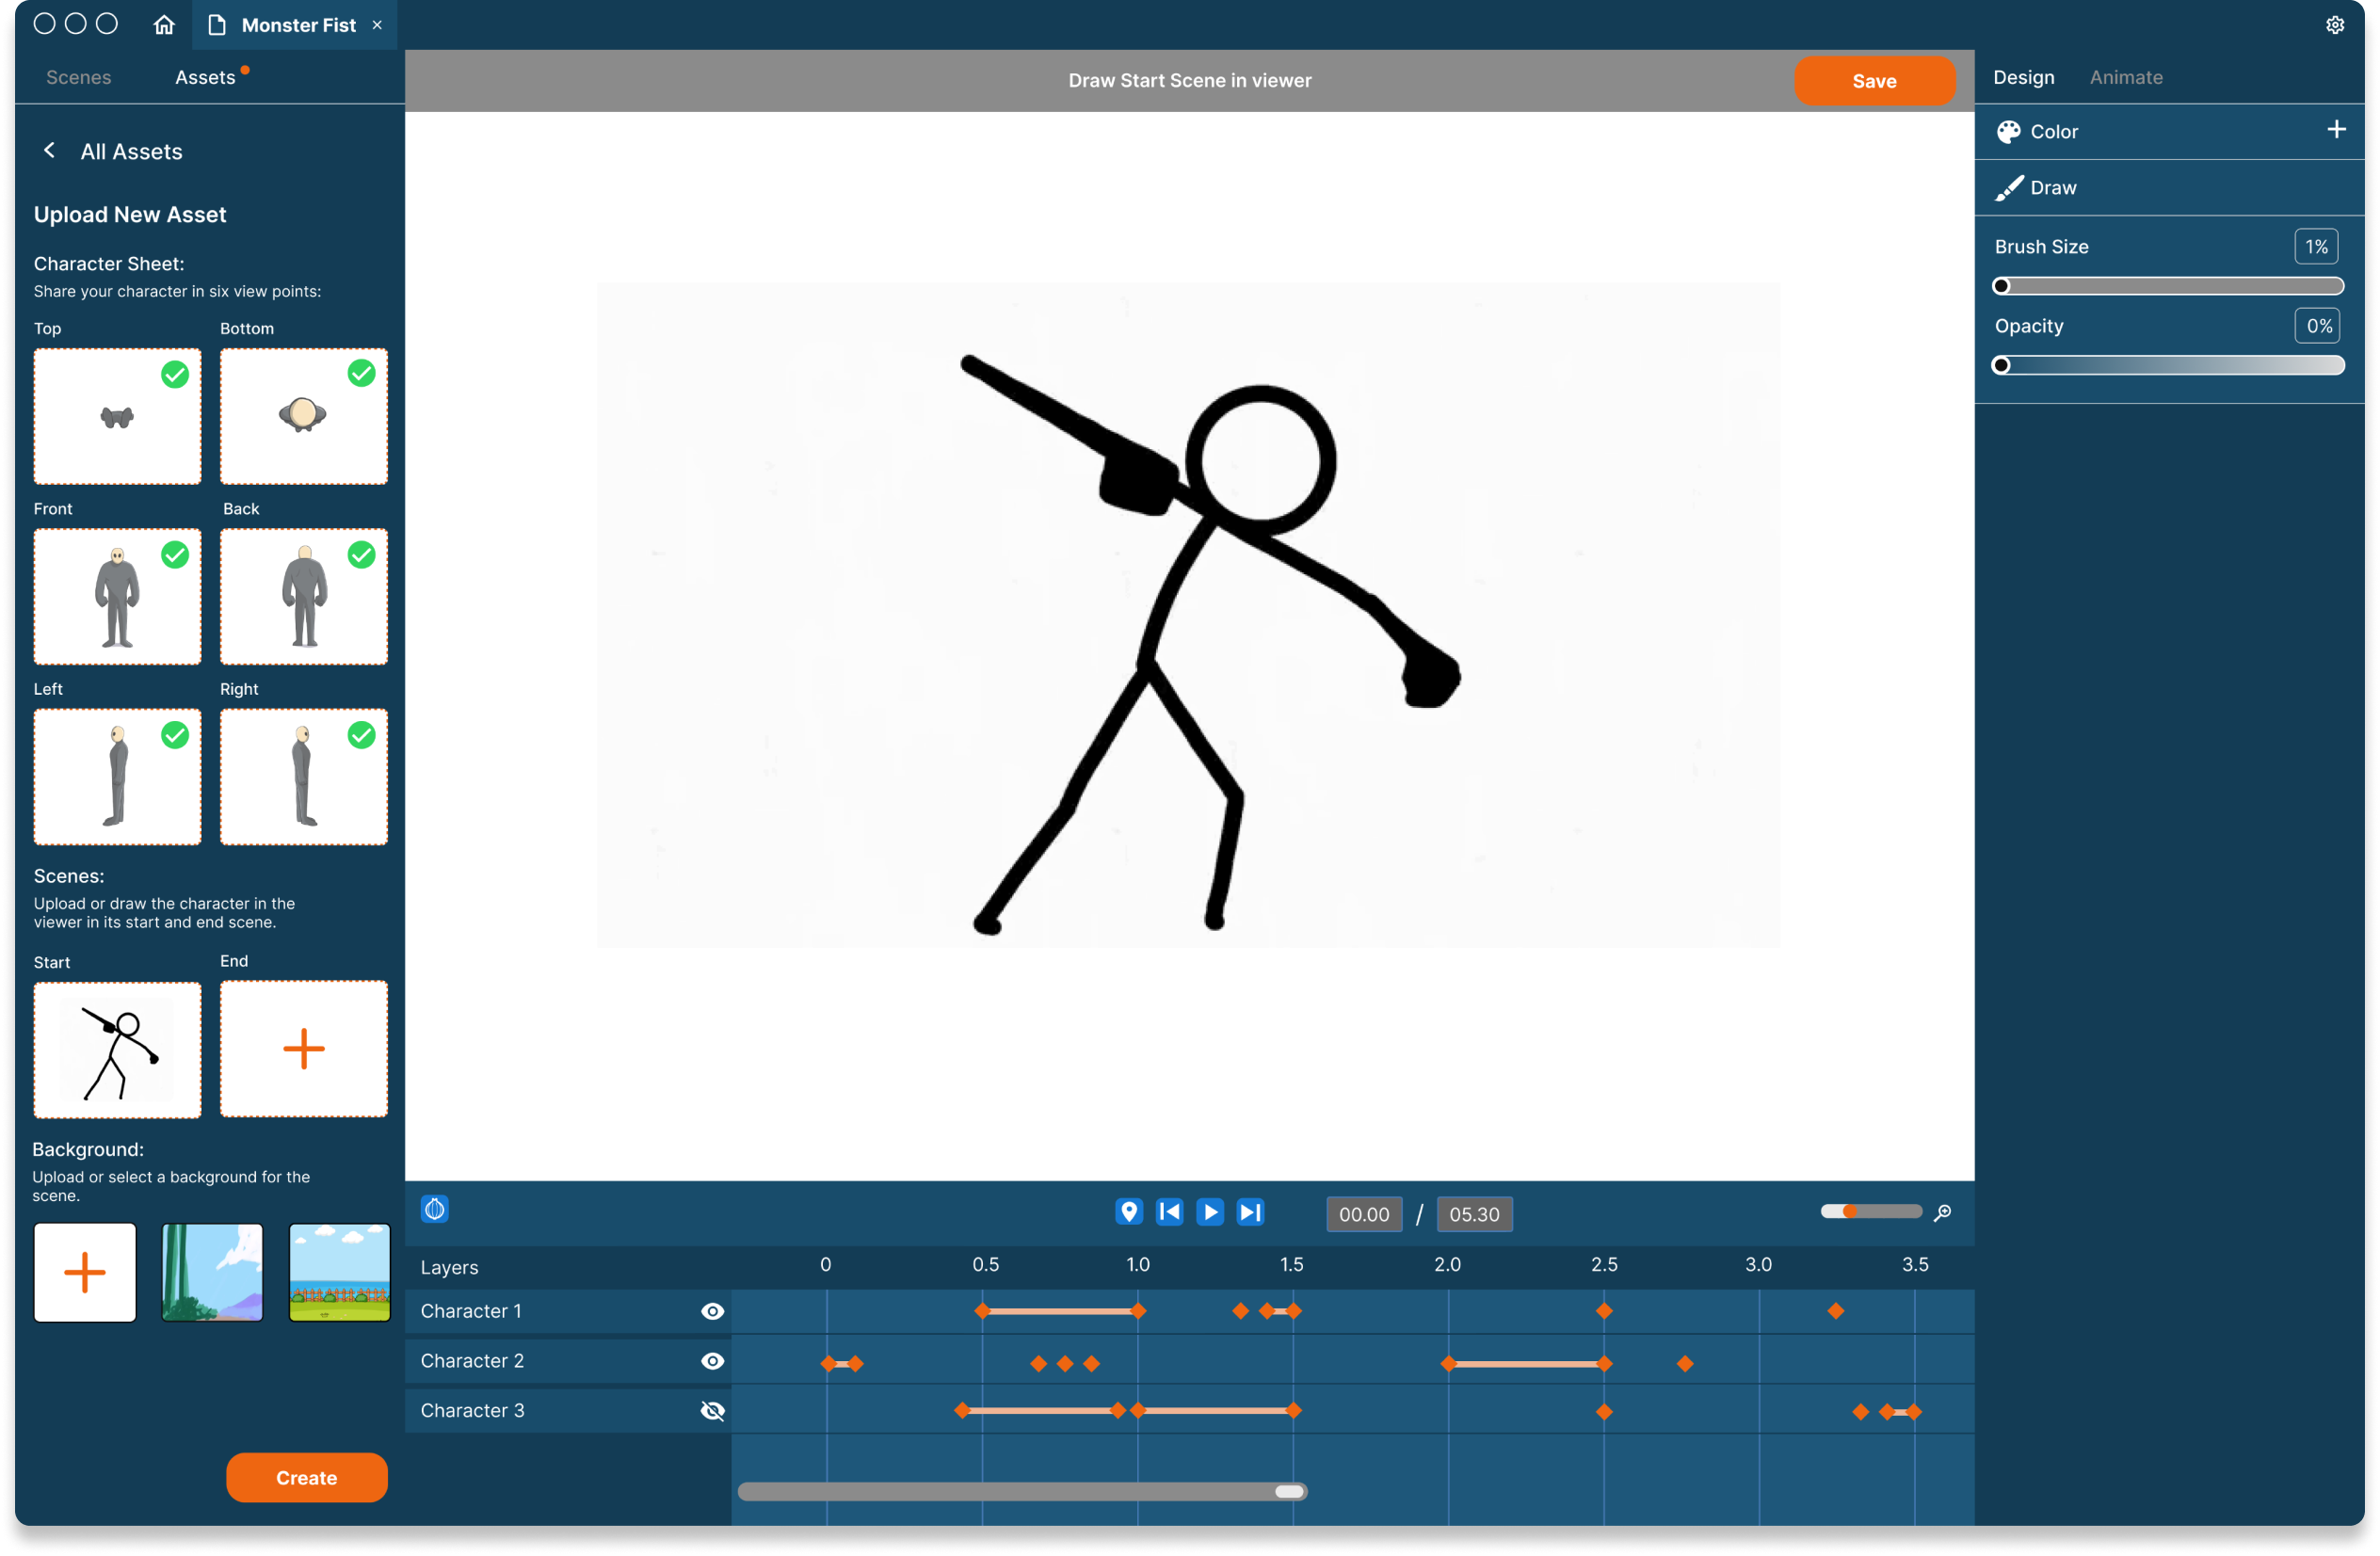 Monster Fist
Scenes
Assets
Draw Start Scene in viewer
Save
Design
Animate
All Assets
Upload New Asset
Character Sheet:
Share your character in six view points:
Top
Bottom
Front
Back
Left
Right
Scenes:
Upload or draw the character in the
viewer in its start and end scene.
Start
End
Background:
Upload or select a background for the
scene.
Create
Color
Draw
Brush Size
1%
Opacity
0%
00.00 / 05.30
Layers
0 0.5 1.0 1.5 2.0 2.5 3.0 3.5
Character 1
Character 2
Character 3